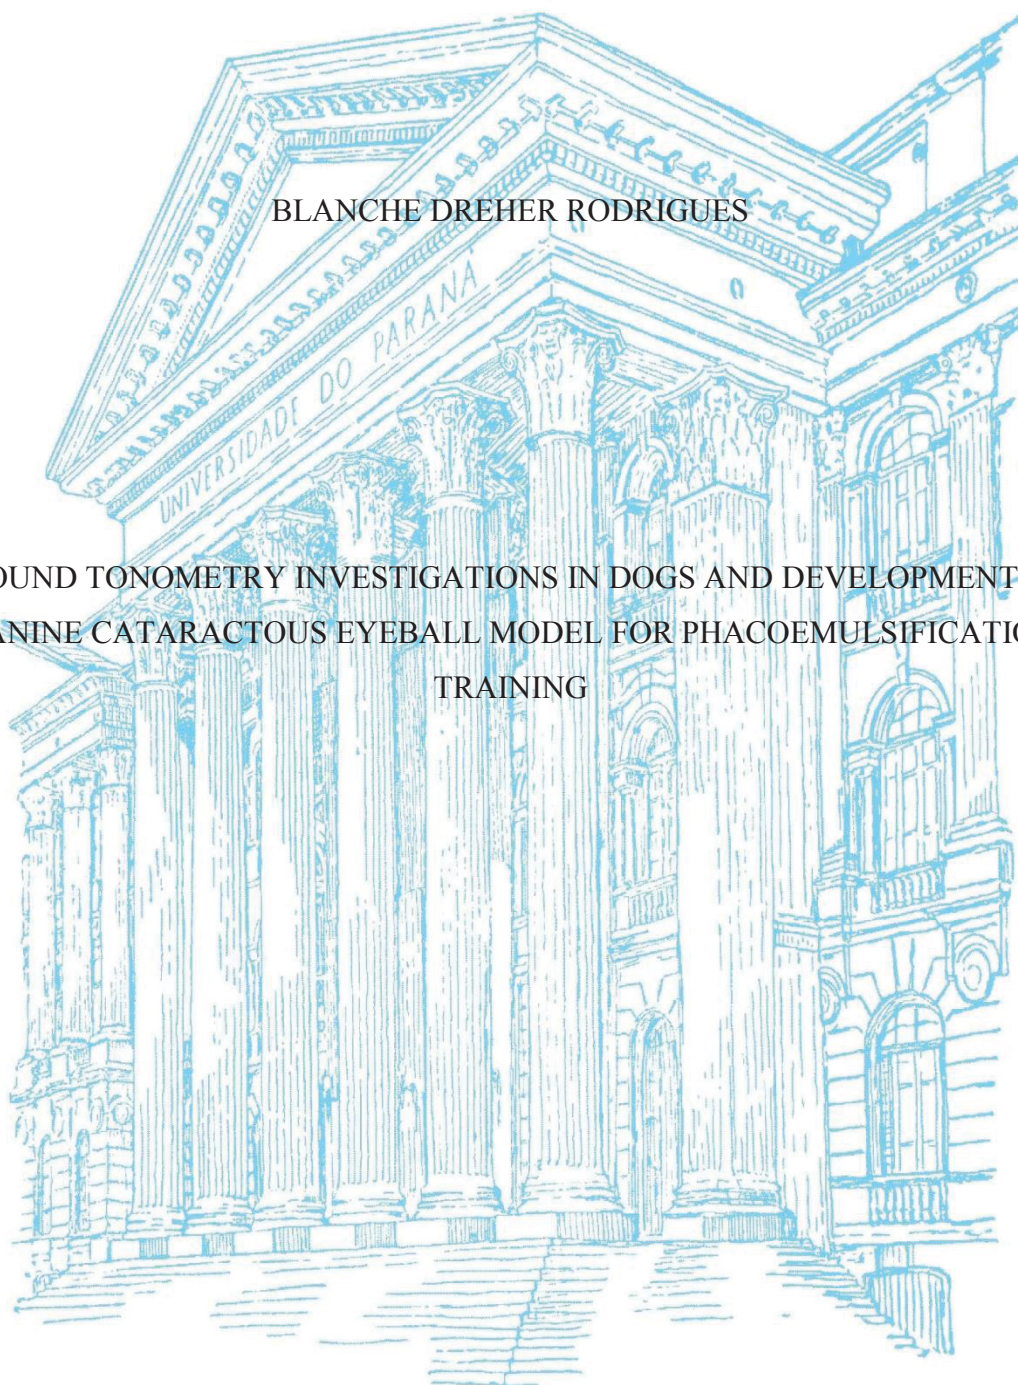 BLANCHE DREHER RODRIGUES
UNIVERSIDADE DO PARANÁ
OUND TONOMETRY INVESTIGATIONS IN DOGS AND DEVELOPMENT
ANINE CATARACTOUS EYEBALL MODEL FOR PHACOEMULSIFICATIO
TRAINING